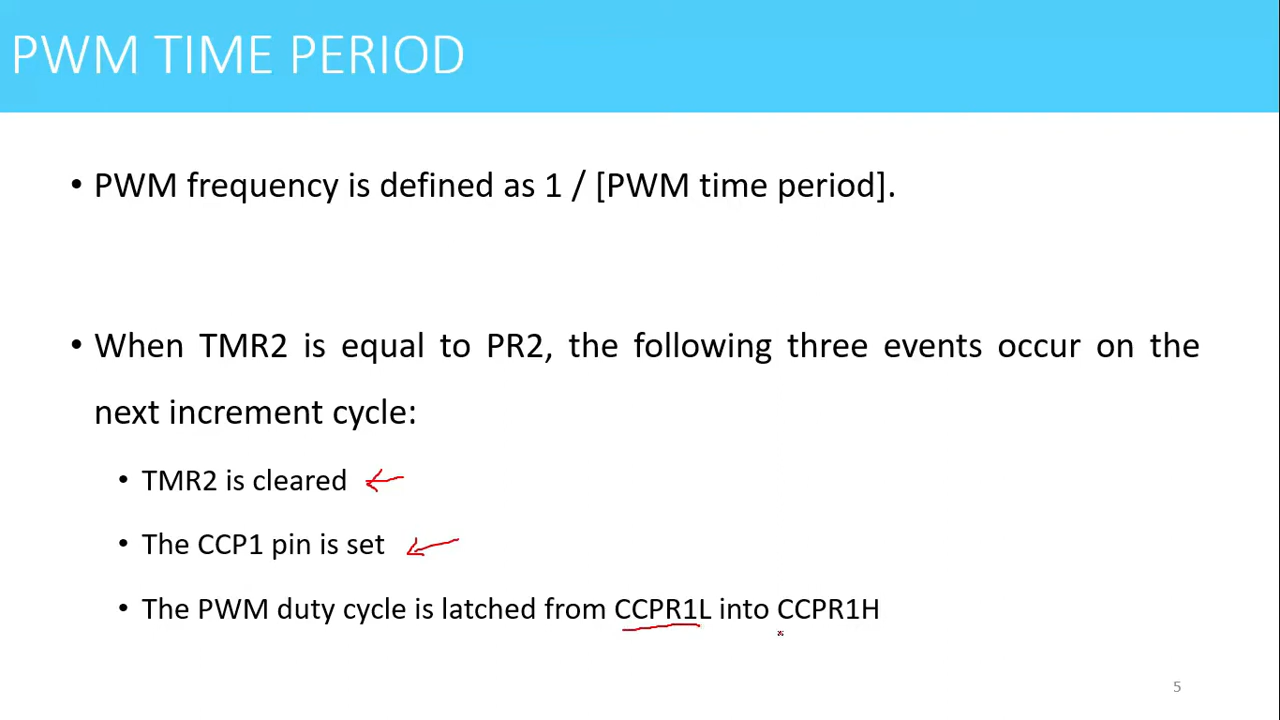 PWM TIME PERIOD
• PWM frequency is defined as 1 / [PWM time period].
• When TMR2 is equal to PR2, the following three events occur on the
next increment cycle:
• TMR2 is cleared
• The CCP1 pin is set
• The PWM duty cycle is latched from CCPR1L into CCPR1H
5